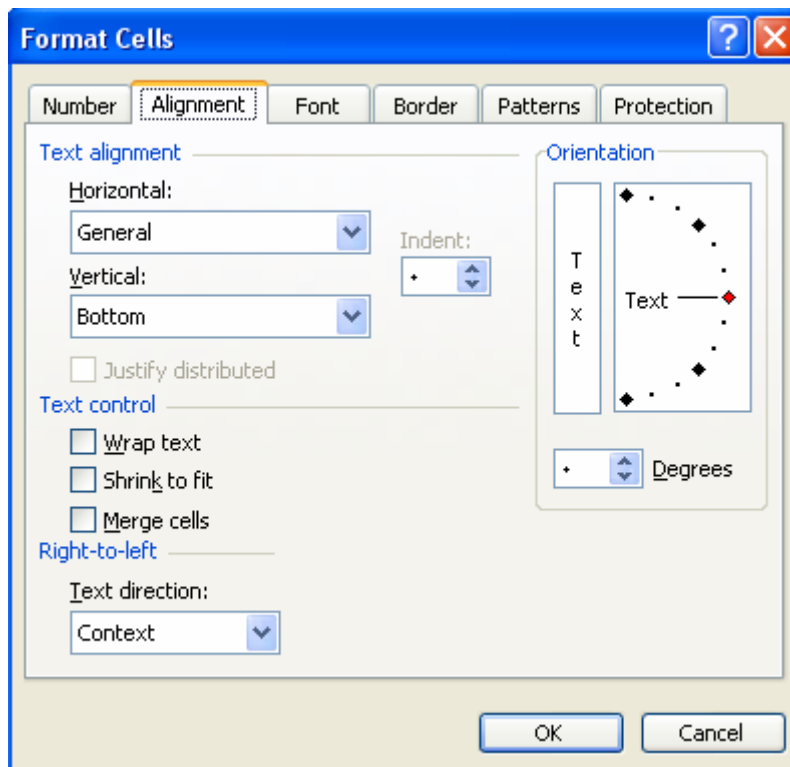 Format Cells
Number Alignment Font Border Patterns Protection
Text alignment
Horizontal:
General
Vertical:
Bottom
Indent:
Justify distributed
Text control
Wrap text
Shrink to fit
Merge cells
Right-to-left
Text direction:
Context
Orientation
T
e
x
t
Text
Degrees
OK Cancel